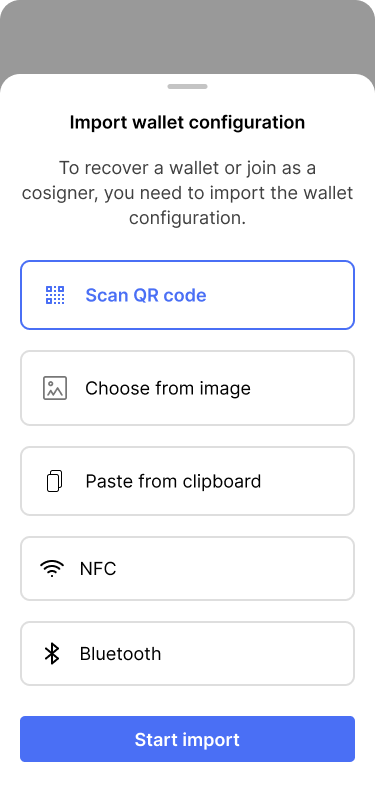 Import wallet configuration
To recover a wallet or join as a
cosigner, you need to import the wallet
configuration.
Scan QR code
Choose from image
Paste from clipboard
NFC
Bluetooth
Start import